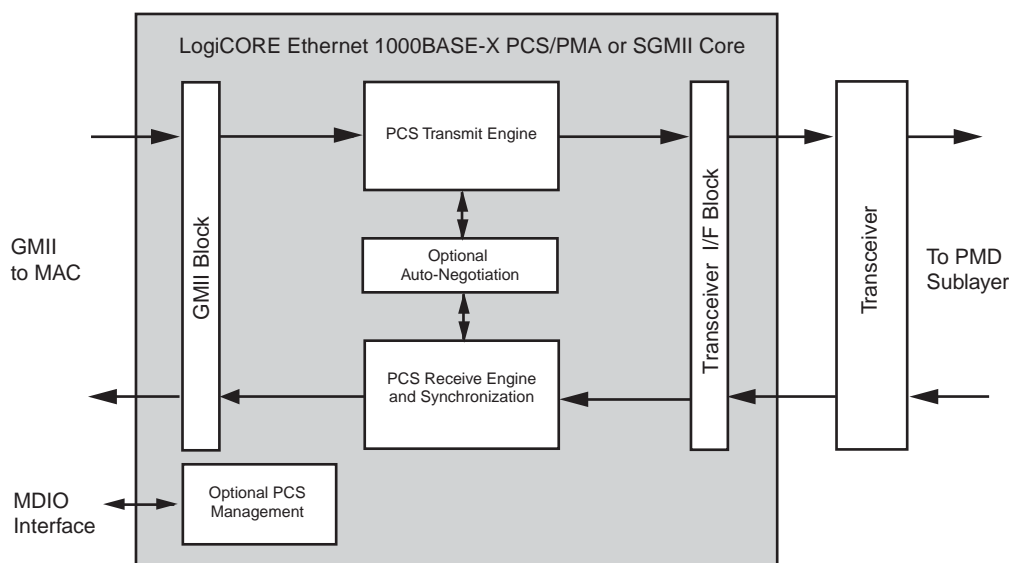 LogiCORE Ethernet 1000BASE-X PCS/PMA or SGMII Core
PCS Transmit Engine
GMII
to MAC
GMII Block
Optional
Auto-Negotiation
Transceiver I/F Block
Transceiver
To PMD
Sublayer
PCS Receive Engine
and Synchronization
MDIO
Interface
Optional PCS
Management